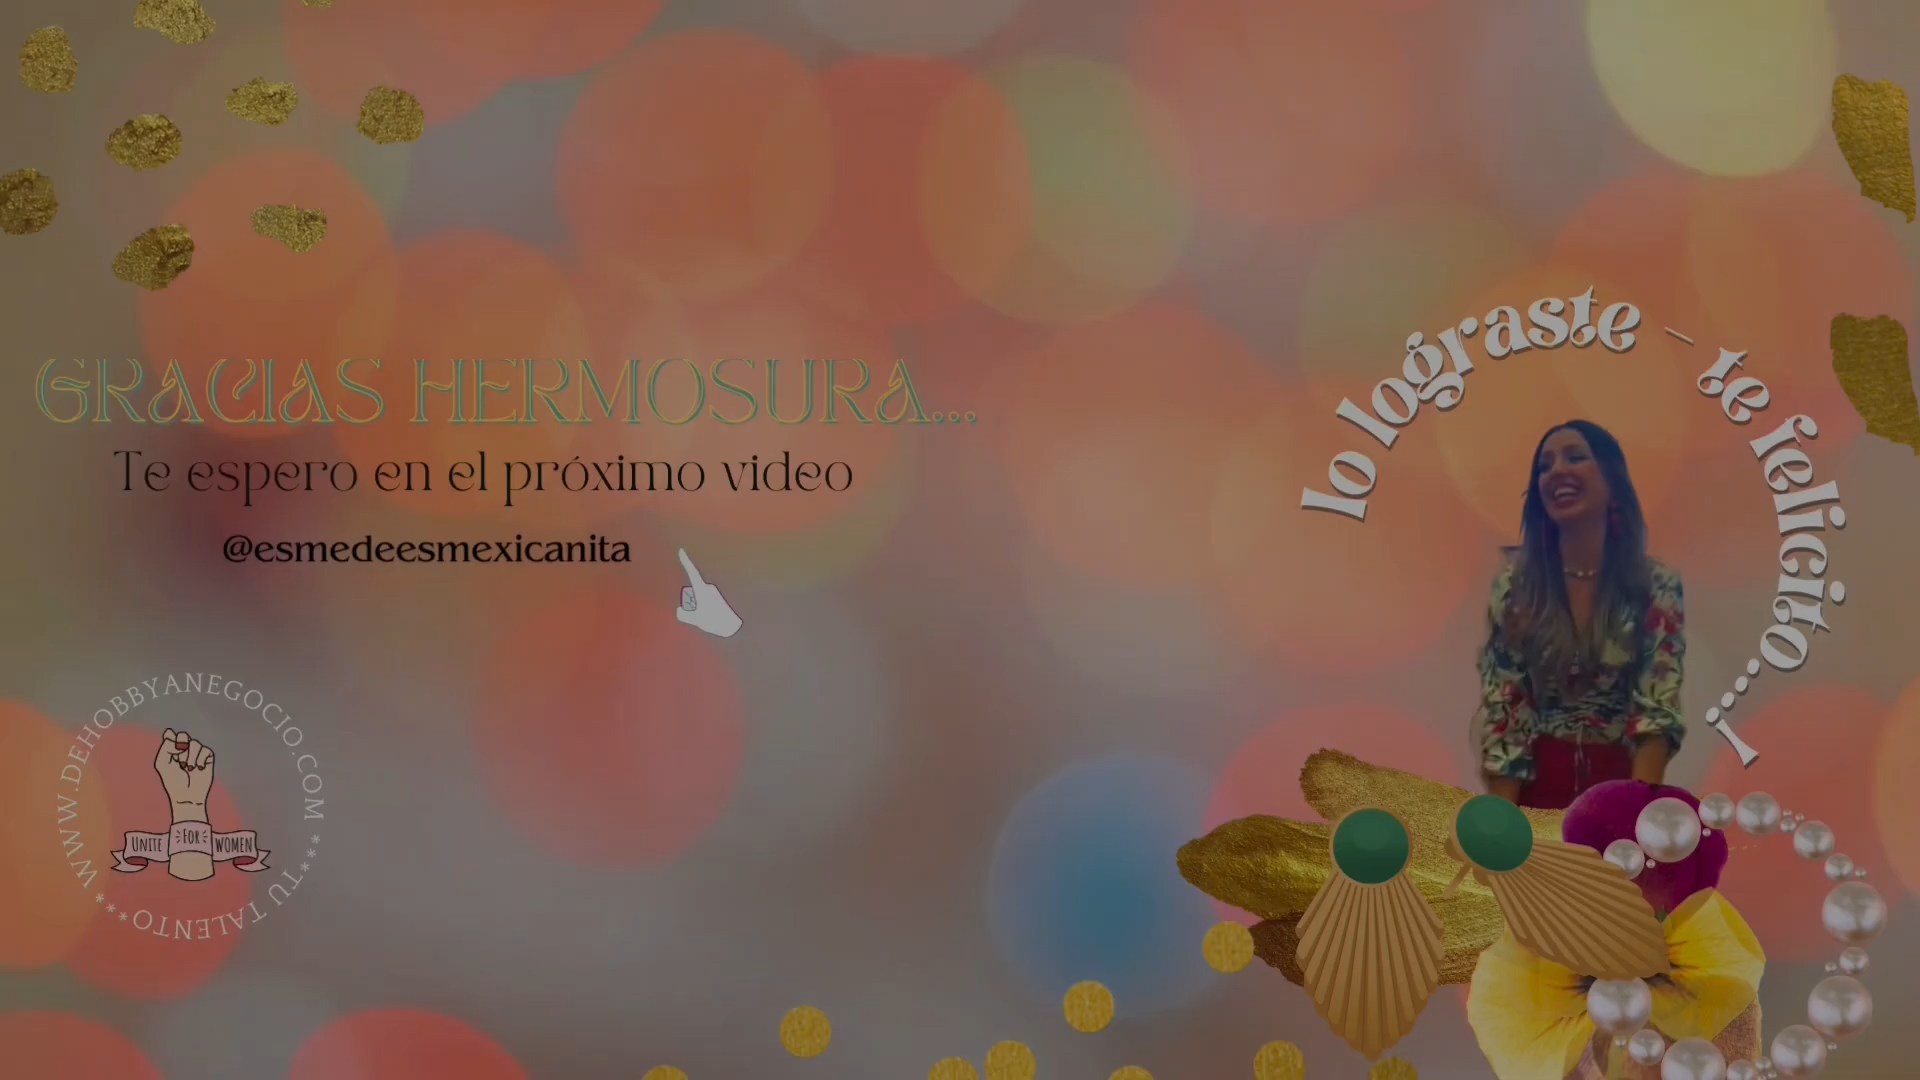 GRACIAS HERMOSURA...
Te espero en el próximo video
@esmedeesmexicanita
lo lograste - te felicito...!
WWW.DEHOBBYANEGOCIO.COM ***TU TALENTO***
UNITE FOR WOMEN